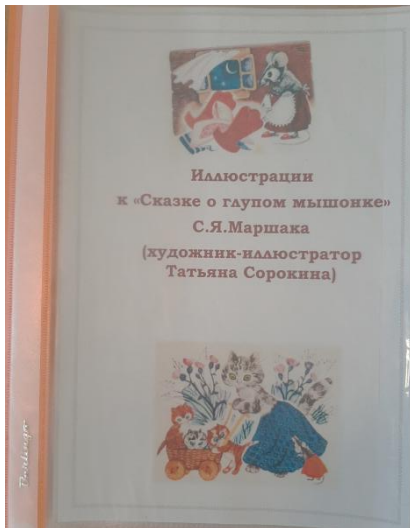 Иллюстрации
к «Сказке о глупом мышонке»
С.Я.Маршака
(художник-иллюстратор
Татьяна Сорокина)